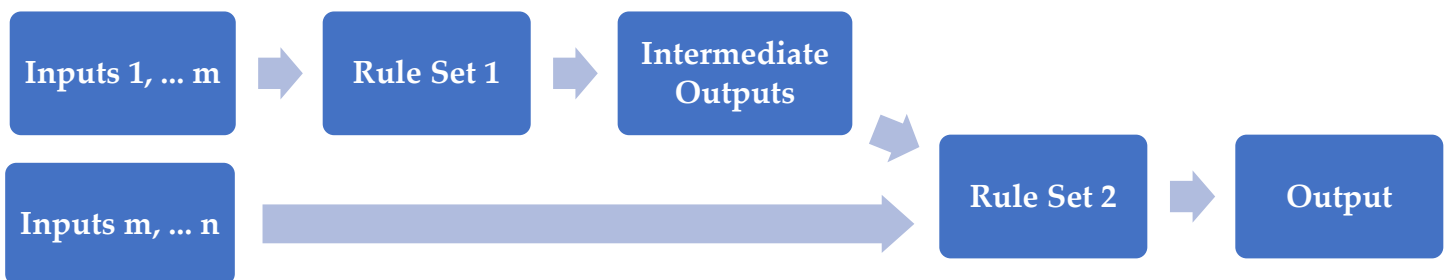 Inputs 1, ... m
Rule Set 1
Intermediate
Outputs
Inputs m, ... n
Rule Set 2
Output